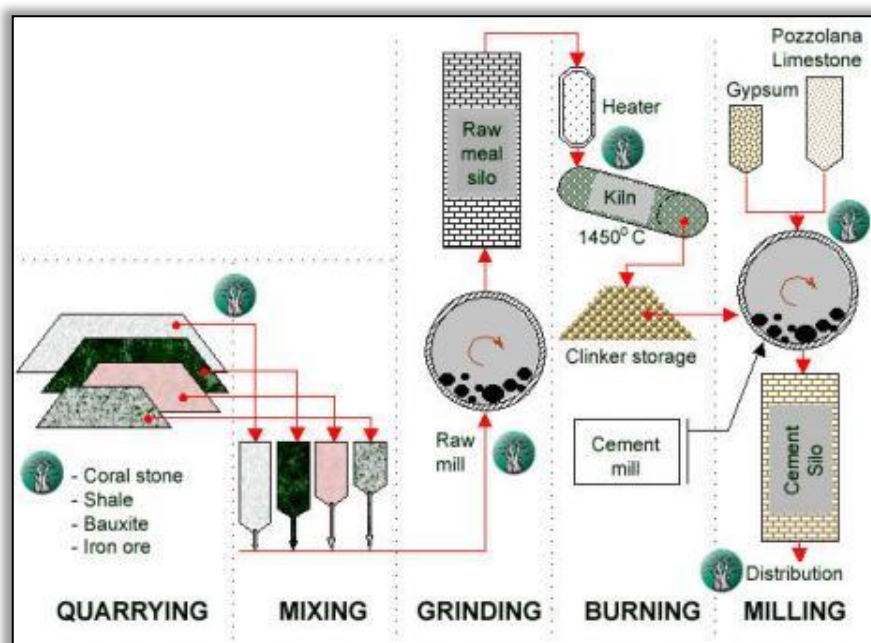 Pozzolana
Limestone
Gypsum
Heater
Raw
meal
silo
Kiln
1450⁰ C
Clinker storage
Raw
mill
Cement
mill
Cement
Silo
- Coral stone
- Shale
- Bauxite
- Iron ore
Distribution
QUARRYING
MIXING
GRINDING
BURNING
MILLING